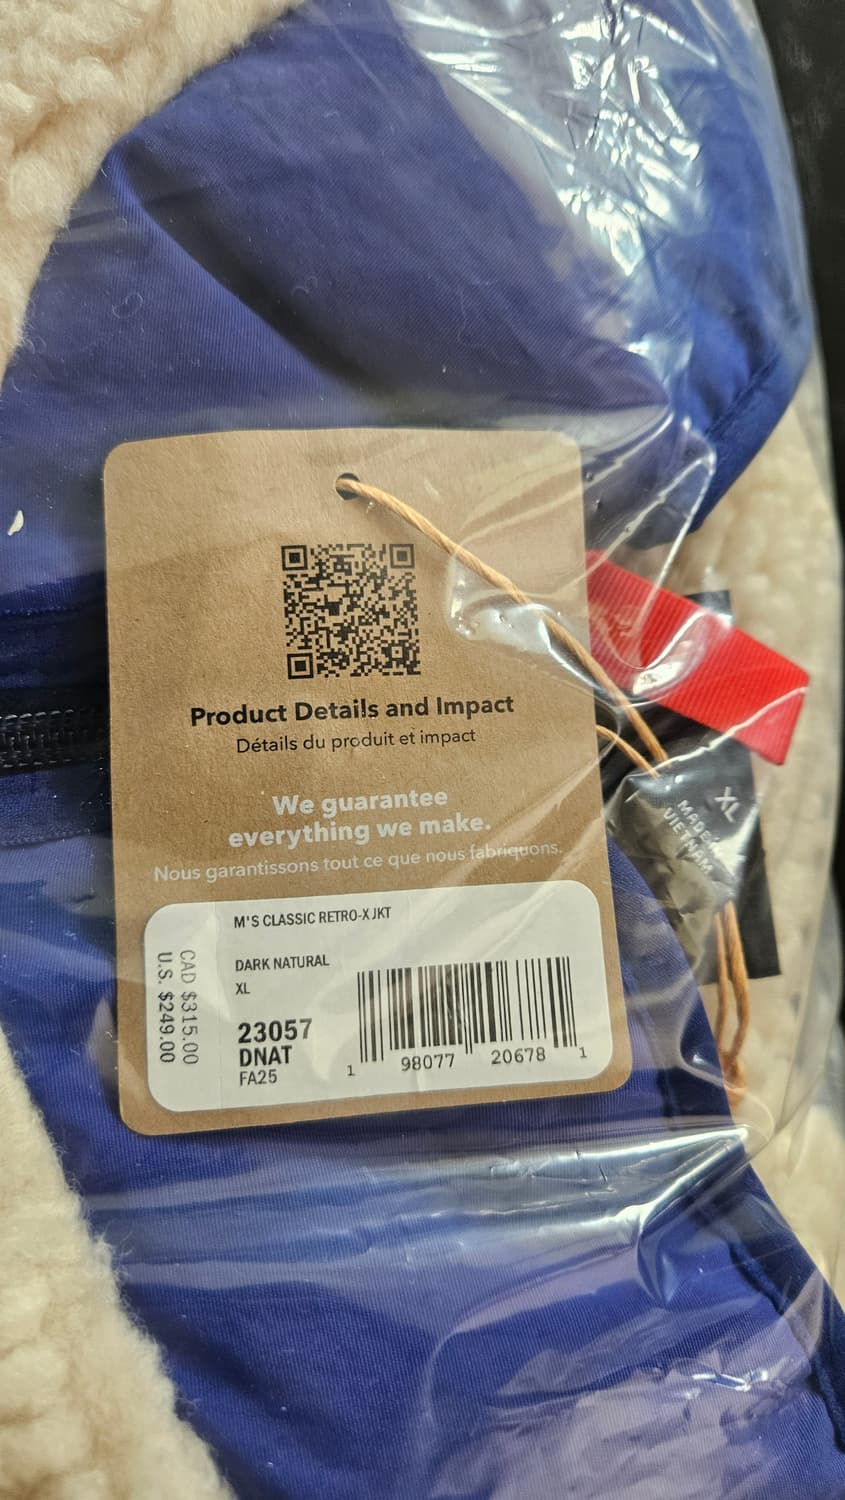 Product Details and Impact
Détails du produit et impact
We guarantee
everything we make.
Nous garantissons tout ce que nous fabriquons.
M'S CLASSIC RETRO-X JKT
DARK NATURAL
XL
23057
DNAT
FA25
CAD $315.00
U.S. $249.00
1 98077 20678 1
XL
MADE IN
VIETNAM